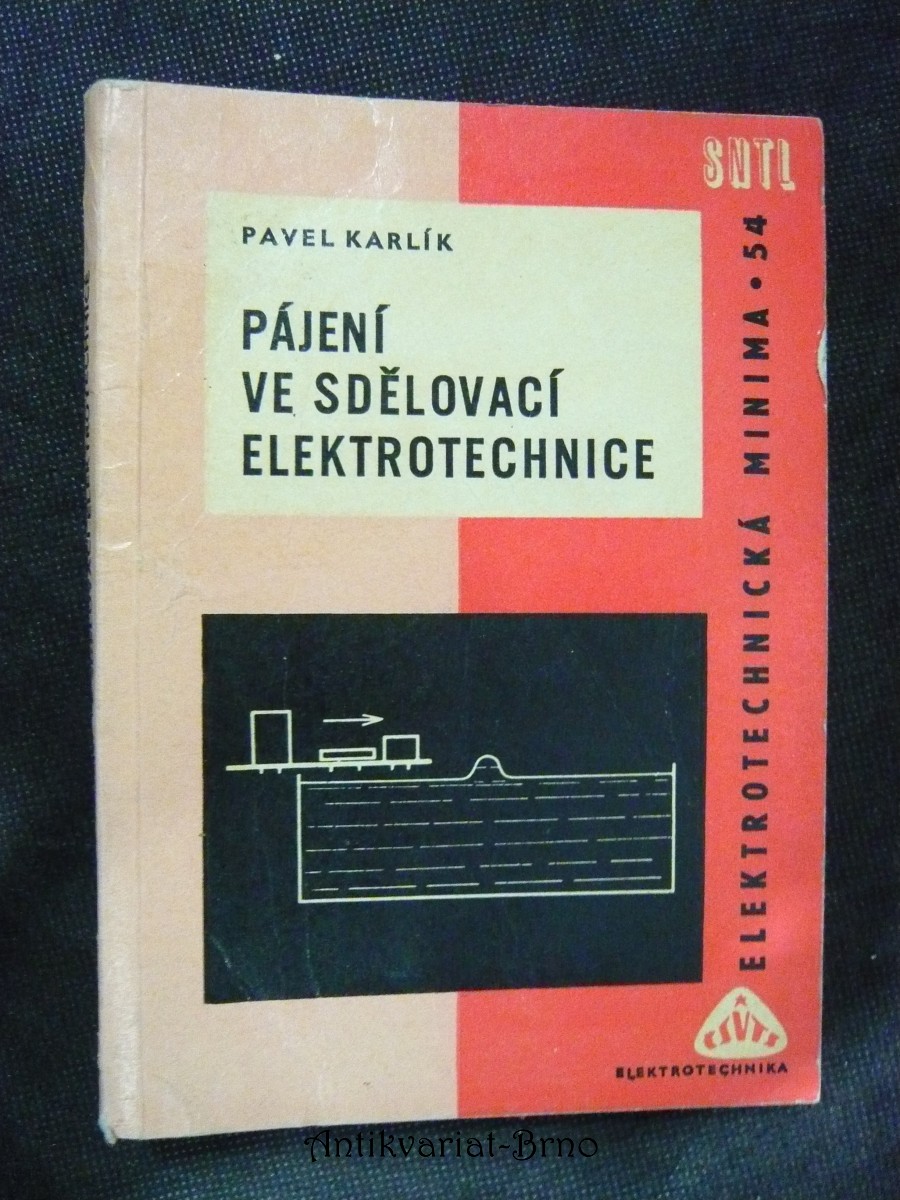 SNTL
PAVEL KARLÍK
PÁJENÍ
VE SDĚLOVACÍ
ELEKTROTECHNICE
ELEKTROTECHNICKÁ MINIMA • 54
ČSVTS
ELEKTROTECHNIKA
Antikvariat-Brno